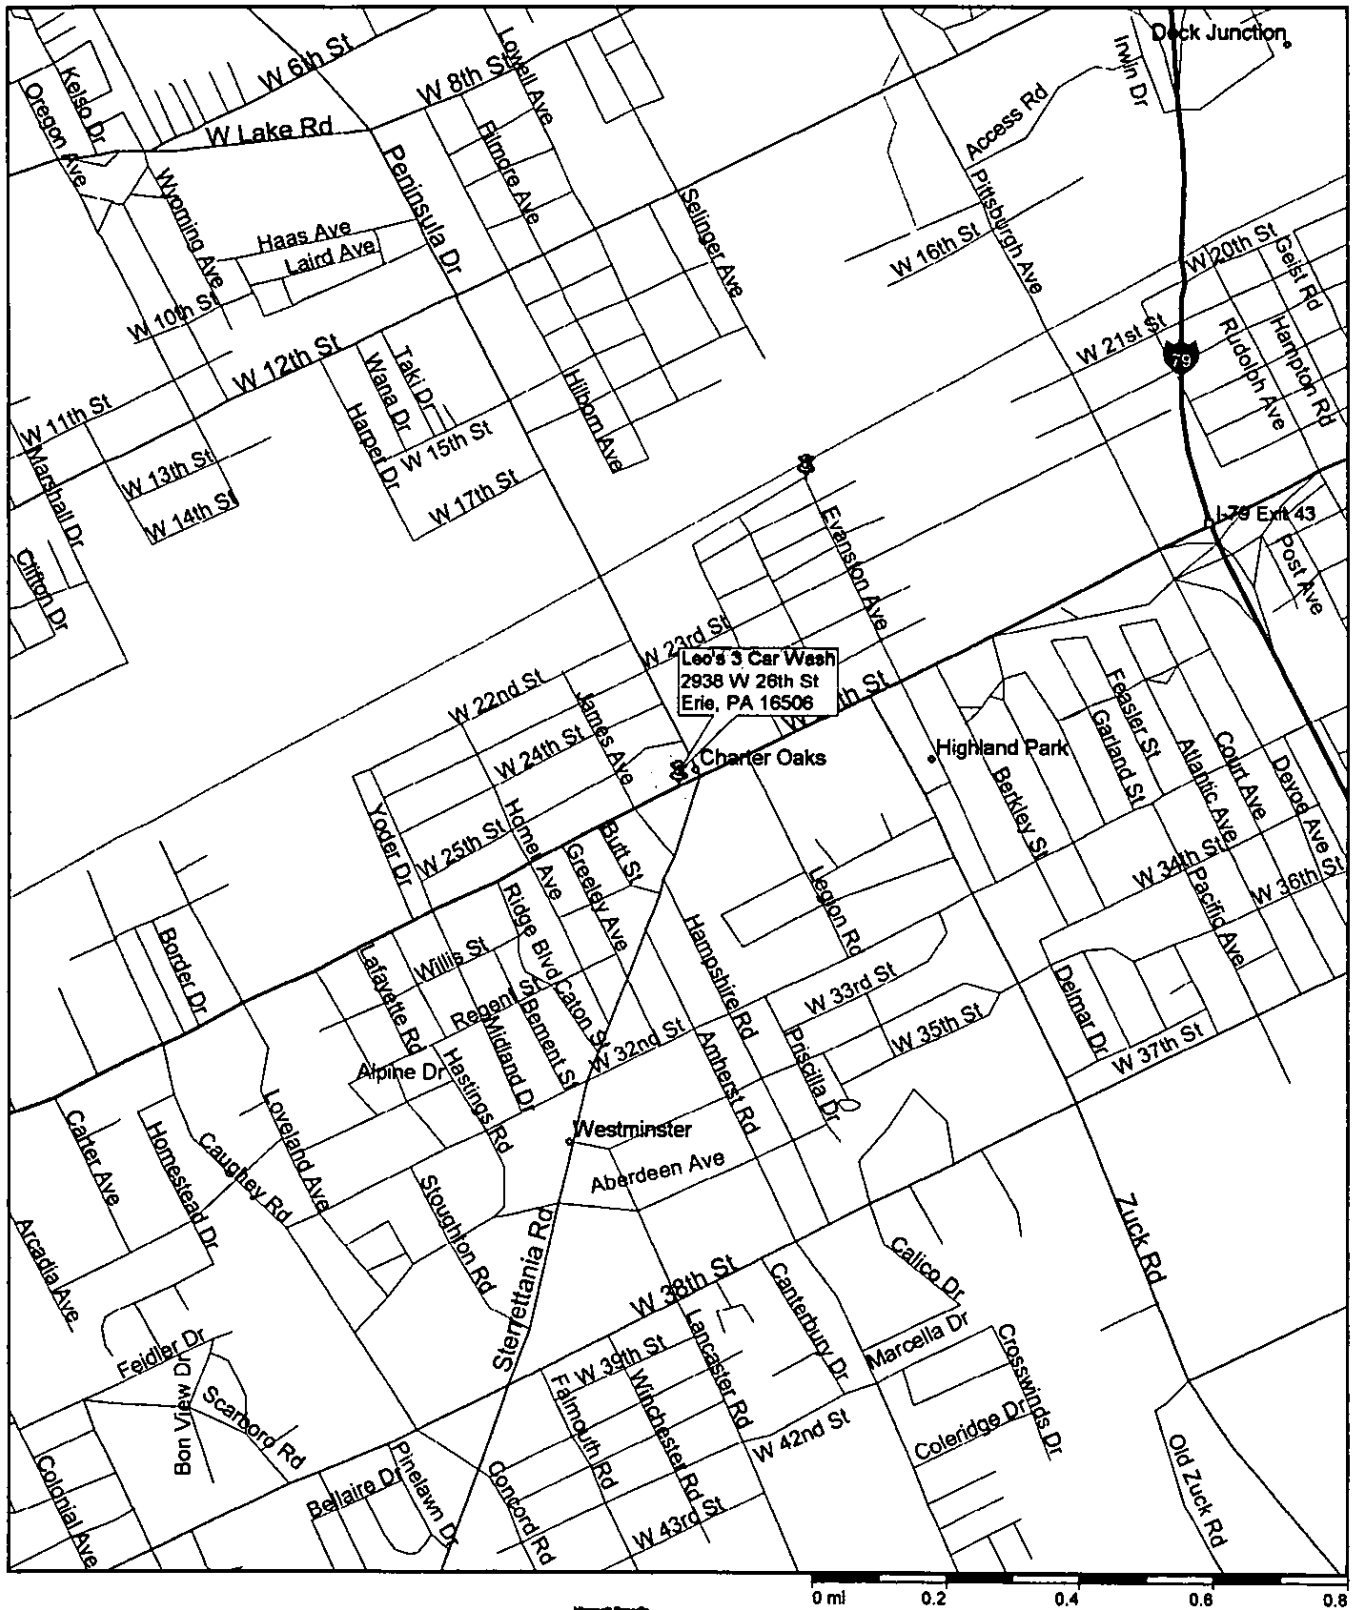 Dock Junction
Irwin Dr
Lowell Ave
W 6th St
W 8th St
Kelso Dr
Oregon Ave
W Lake Rd
Filmore Ave
Access Rd
Peninsula Dr
Wyoming Ave
Selinger Ave
Pittsburgh Ave
Haas Ave
Laird Ave
W 16th St
W 20th St
Geist Rd
W 10th St
W 12th St
W 21st St
79
Rudolph Ave
Hampton Rd
Taki Dr
Wana Dr
Harper Dr
Hilborn Ave
W 11th St
W 15th St
Marshall Dr
W 13th St
W 14th St
W 17th St
Evanston Ave
I-79 Exit 43
Post Ave
Clifton Dr
W 23rd St
Leo's 3 Car Wash
2938 W 26th St
Erie, PA 16506
W 22nd St
James Ave
W 24th St
Charter Oaks
Highland Park
Feasler St
Garland St
Atlantic Ave
Court Ave
Devoe Ave
Berkley St
Yoder Dr
W 25th St
Homer Ave
Greeley Ave
Butt St
Legion Rd
W 34th St
W 36th St
Pacific Ave
Ridge Blvd
Border Dr
Lafayette Rd
Willis St
Hampshire Rd
W 33rd St
Regent St
Caton St
Bement St
Midland Dr
W 32nd St
W 35th St
Delmar Dr
W 37th St
Priscilla Dr
Amherst Rd
Alpine Dr
Hastings Rd
Loveland Ave
Carter Ave
Homestead Dr
Caughey Rd
Westminster
Aberdeen Ave
Stoughton Rd
Arcadia Ave
Sterrettania Rd
Zuck Rd
Calico Dr
W 38th St
Canterbury Dr
Lancaster Rd
Marcella Dr
Crosswinds Dr
Feidler Dr
W 39th St
Bon View Dr
Scarboro Rd
Falmouth Rd
Winchester Rd
W 42nd St
Coleridge Dr
Old Zuck Rd
Colonial Ave
Bellaire Dr
Pinelawn Dr
Concord Rd
W 43rd St
0 mi 0.2 0.4 0.6 0.8